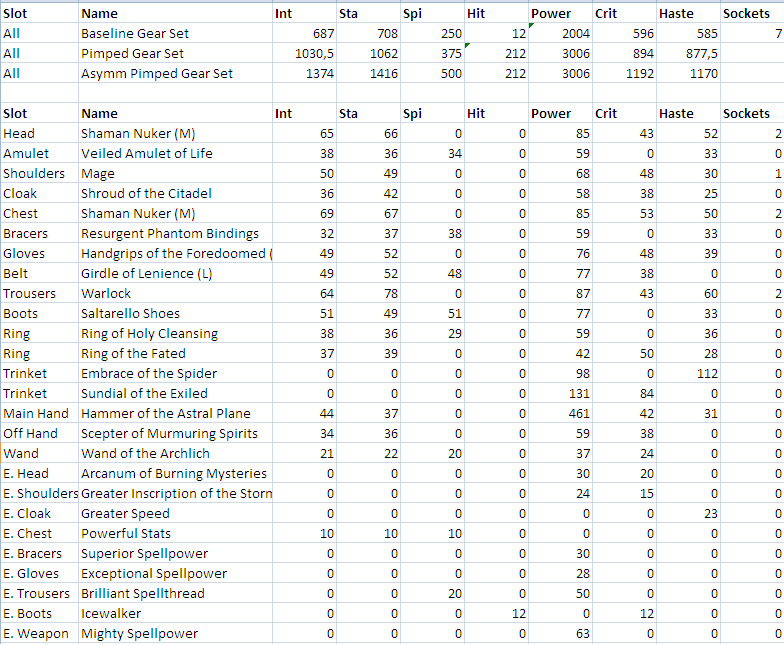 Slot Name Int Sta Spi Hit Power Crit Haste Sockets
All Baseline Gear Set 687 708 250 12 2004 596 585 7
All Pimped Gear Set 1030,5 1062 375 212 3006 894 877,5
All Asymm Pimped Gear Set 1374 1416 500 212 3006 1192 1170
Slot Name Int Sta Spi Hit Power Crit Haste Sockets
Head Shaman Nuker (M) 65 66 0 0 85 43 52 2
Amulet Veiled Amulet of Life 38 36 34 0 59 0 33 0
Shoulders Mage 50 49 0 0 68 48 30 1
Cloak Shroud of the Citadel 36 42 0 0 58 38 25 0
Chest Shaman Nuker (M) 69 67 0 0 85 53 50 2
Bracers Resurgent Phantom Bindings 32 37 38 0 59 0 33 0
Gloves Handgrips of the Foredoomed ( 49 52 0 0 76 48 39 0
Belt Girdle of Lenience (L) 49 52 48 0 77 38 0 0
Trousers Warlock 64 78 0 0 87 43 60 2
Boots Saltarello Shoes 51 49 51 0 77 0 33 0
Ring Ring of Holy Cleansing 38 36 29 0 59 0 36 0
Ring Ring of the Fated 37 39 0 0 42 50 28 0
Trinket Embrace of the Spider 0 0 0 0 98 0 112 0
Trinket Sundial of the Exiled 0 0 0 0 131 84 0 0
Main Hand Hammer of the Astral Plane 44 37 0 0 461 42 31 0
Off Hand Scepter of Murmuring Spirits 34 36 0 0 59 38 0 0
Wand Wand of the Archlich 21 22 20 0 37 24 0 0
E. Head Arcanum of Burning Mysteries 0 0 0 0 30 20 0 0
E. Shoulders Greater Inscription of the Storm 0 0 0 0 24 15 0 0
E. Cloak Greater Speed 0 0 0 0 0 0 23 0
E. Chest Powerful Stats 10 10 10 0 0 0 0 0
E. Bracers Superior Spellpower 0 0 0 0 30 0 0 0
E. Gloves Exceptional Spellpower 0 0 0 0 28 0 0 0
E. Trousers Brilliant Spellthread 0 0 20 0 50 0 0 0
E. Boots Icewalker 0 0 0 12 0 12 0 0
E. Weapon Mighty Spellpower 0 0 0 0 63 0 0 0